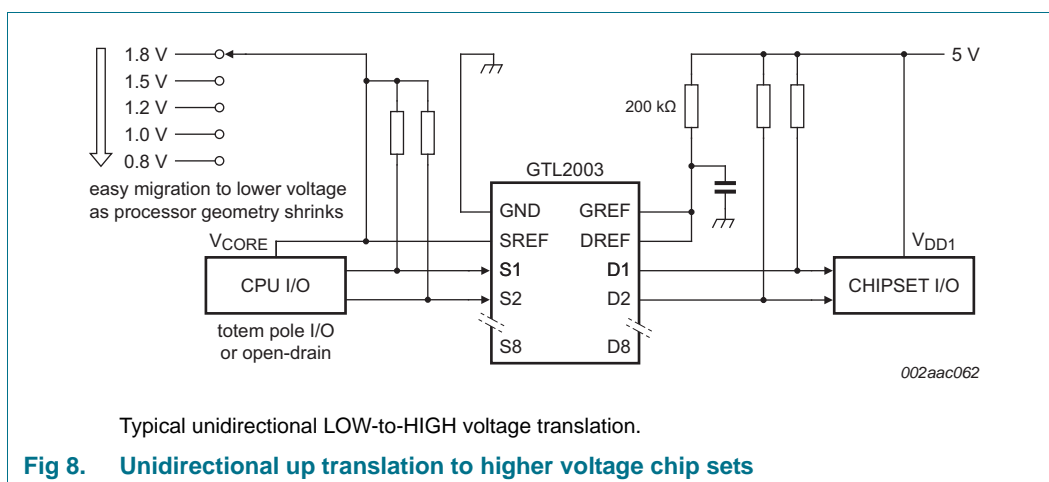 1.8 V
1.5 V
1.2 V
1.0 V
0.8 V
easy migration to lower voltage
as processor geometry shrinks
5 V
200 kΩ
GTL2003
GND GREF
SREF DREF
S1 D1
S2 D2
S8 D8
VCORE
CPU I/O
totem pole I/O
or open-drain
VDD1
CHIPSET I/O
002aac062
Typical unidirectional LOW-to-HIGH voltage translation.
Fig 8. Unidirectional up translation to higher voltage chip sets